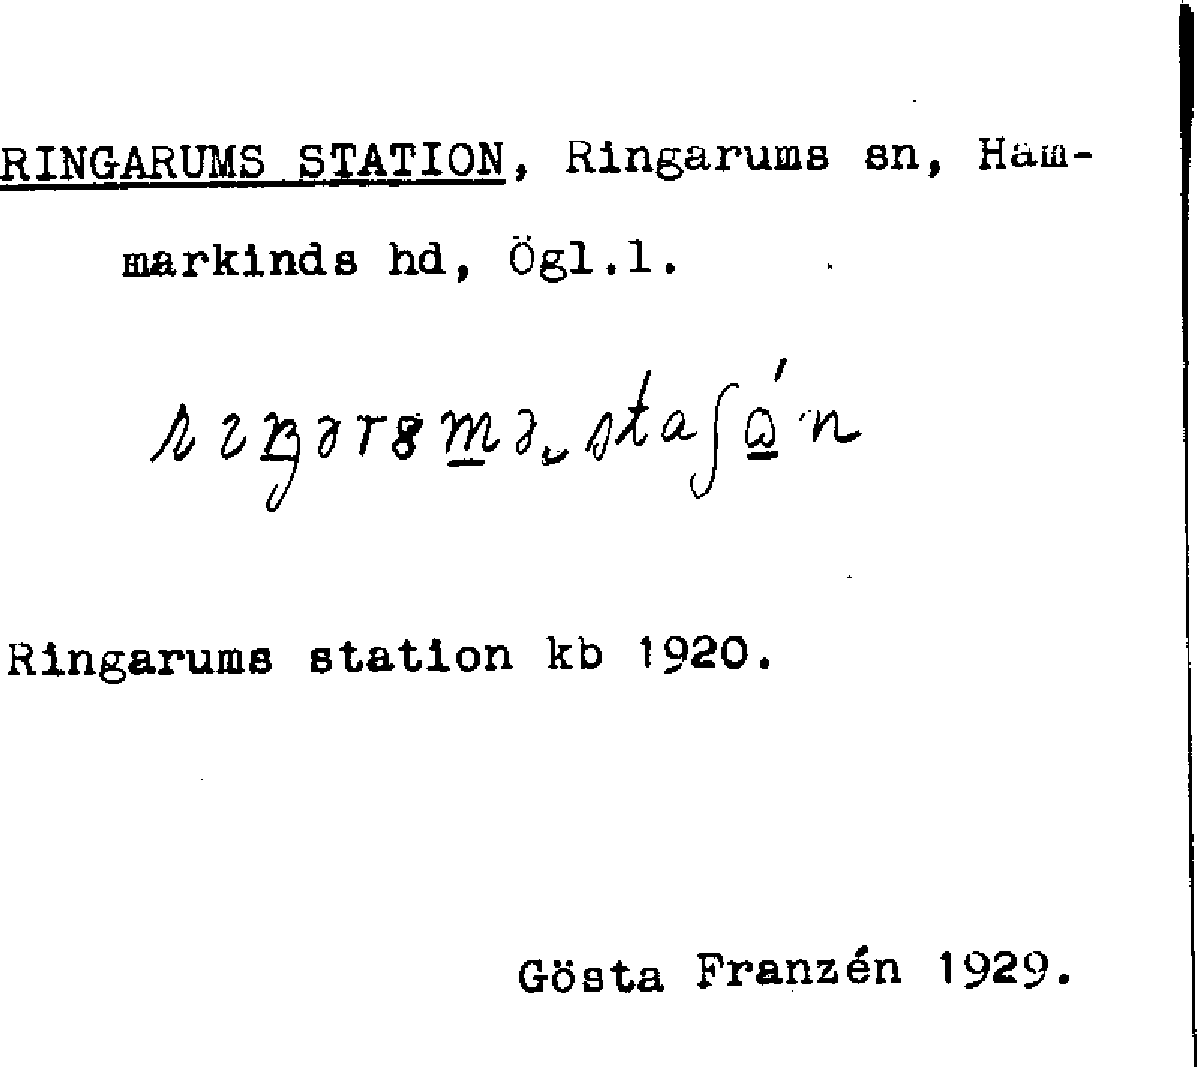 RINGARUMS STATION, Ringarums sn, Ham-
markinds hd, Ögl.l.
Ringarums station kb 1920.
Gösta Franzén 1929.